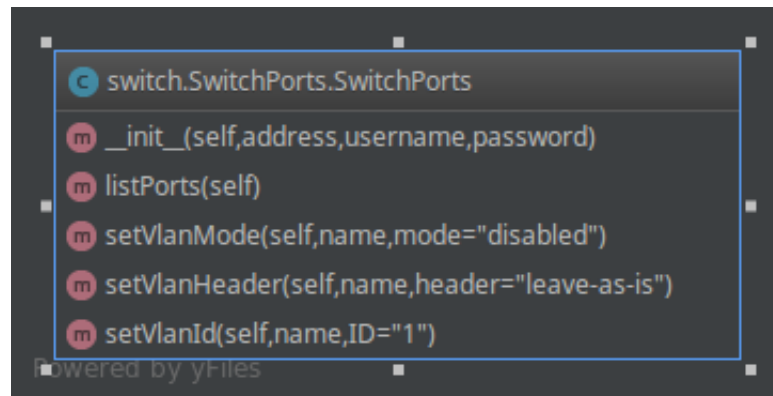 C switch.SwitchPorts.SwitchPorts
m __init__(self,address,username,password)
m listPorts(self)
m setVlanMode(self,name,mode="disabled")
m setVlanHeader(self,name,header="leave-as-is")
m setVlanId(self,name,ID="1")
Powered by yFiles